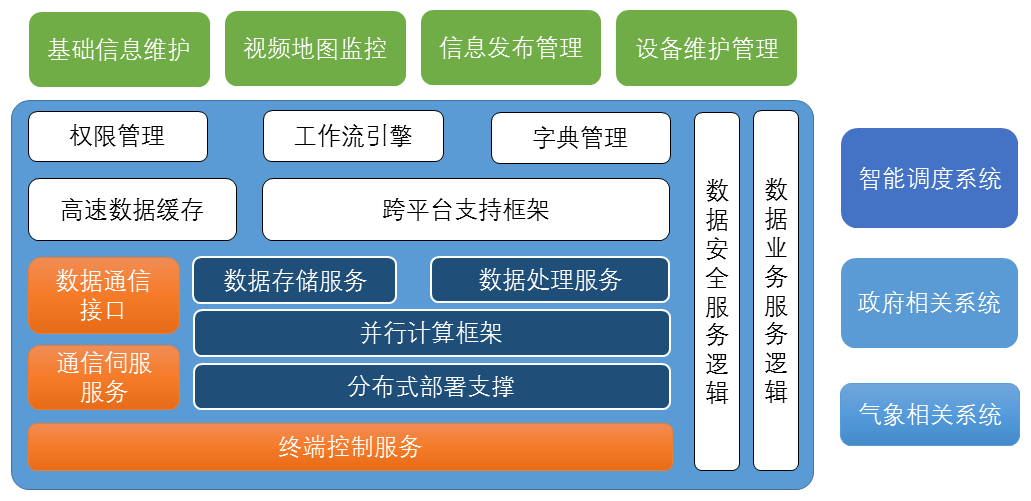 基础信息维护
视频地图监控
信息发布管理
设备维护管理
权限管理
工作流引擎
字典管理
高速数据缓存
跨平台支持框架
数据通信
接口
数据存储服务
数据处理服务
并行计算框架
通信伺服
服务
分布式部署支撑
终端控制服务
数据安全服务逻辑
数据业务服务逻辑
智能调度系统
政府相关系统
气象相关系统